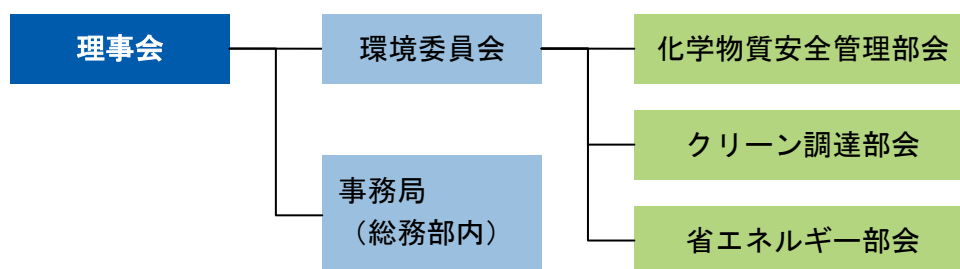 理事会
環境委員会
化学物質安全管理部会
クリーン調達部会
事務局
（総務部内）
省エネルギー部会